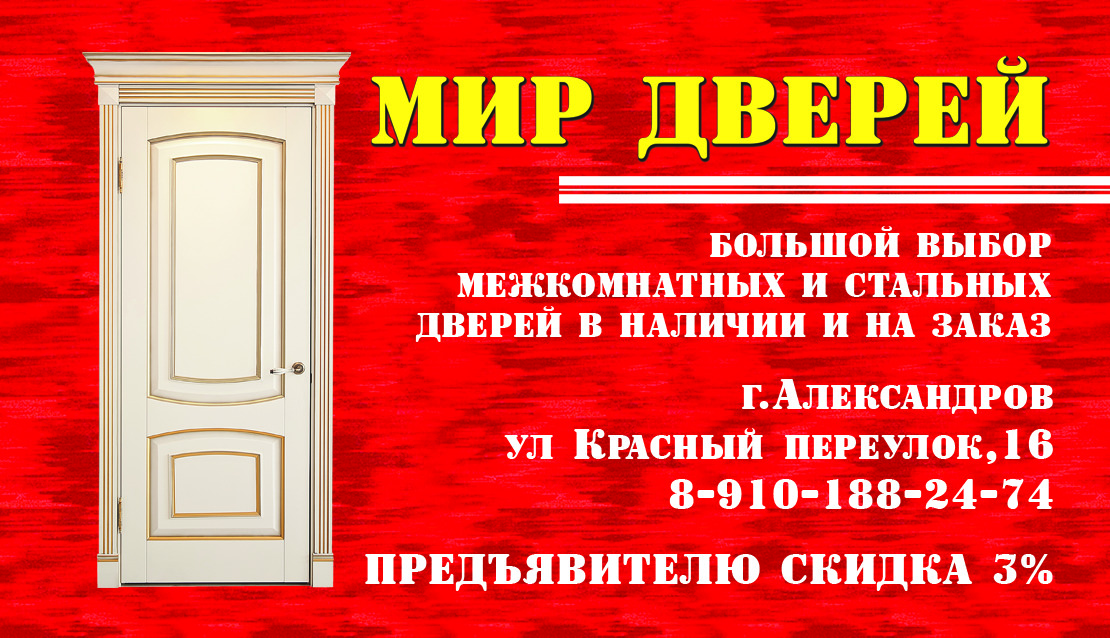 МИР ДВЕРЕЙ
БОЛЬШОЙ ВЫБОР
МЕЖКОМНАТНЫХ И СТАЛЬНЫХ
ДВЕРЕЙ В НАЛИЧИИ И НА ЗАКАЗ
г.Александров
ул Красный переулок,16
8-910-188-24-74
ПРЕДЪЯВИТЕЛЮ СКИДКА 3%